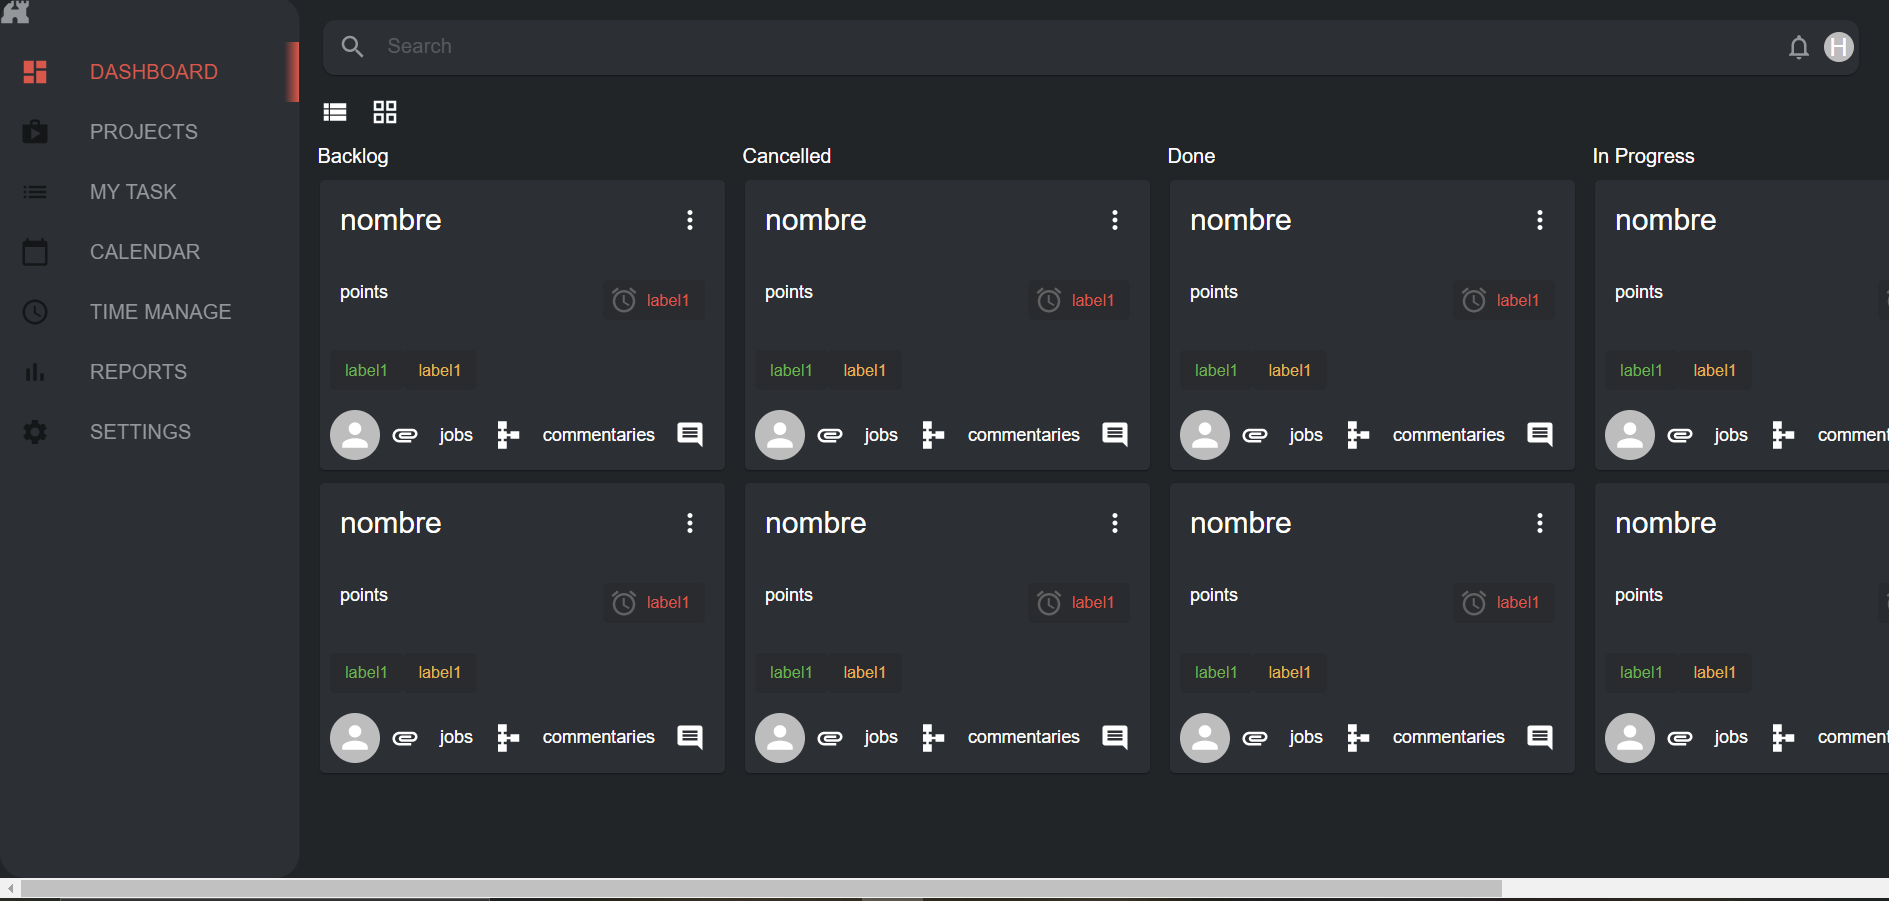 Search
H
DASHBOARD
PROJECTS
MY TASK
CALENDAR
TIME MANAGE
REPORTS
SETTINGS
Backlog
Cancelled
Done
In Progress
nombre
points
label1
label1 label1
jobs commentaries
nombre
points
label1
label1 label1
jobs commentaries
nombre
points
label1
label1 label1
jobs commentaries
nombre
points
label1 label1
jobs comment
nombre
points
label1
label1 label1
jobs commentaries
nombre
points
label1
label1 label1
jobs commentaries
nombre
points
label1
label1 label1
jobs commentaries
nombre
points
label1 label1
jobs comment